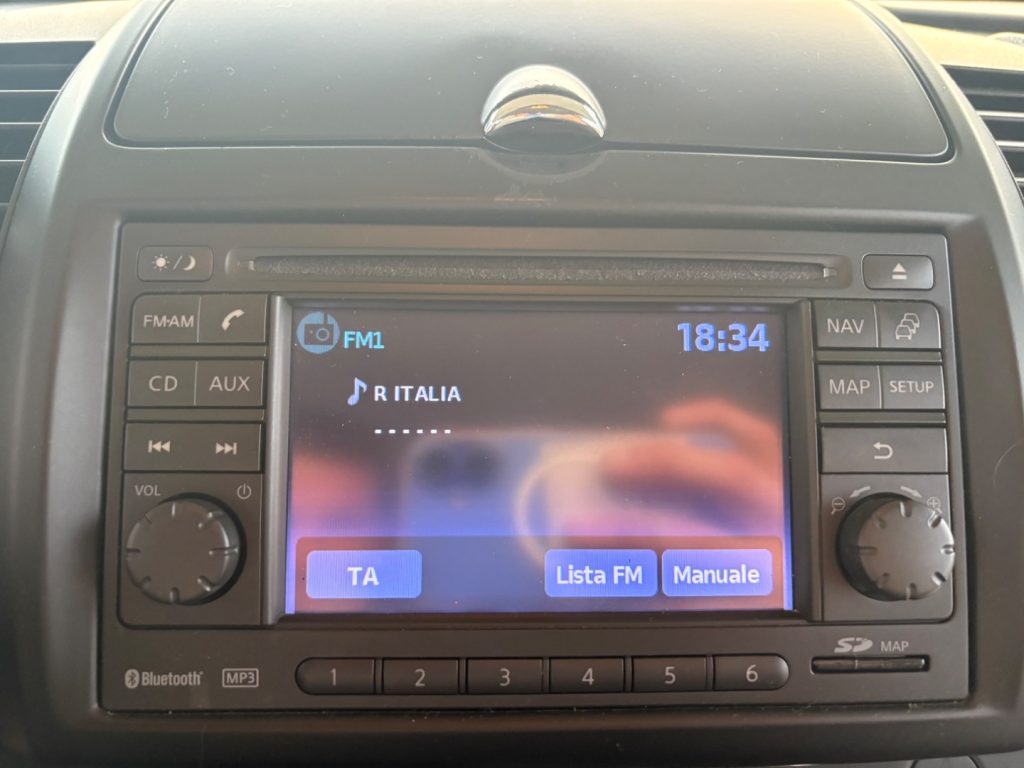 FM·AM
CD AUX
VOL
FM1 18:34
R ITALIA
------
TA Lista FM Manuale
NAV
MAP SETUP
Bluetooth MP3
1 2 3 4 5 6
SD MAP